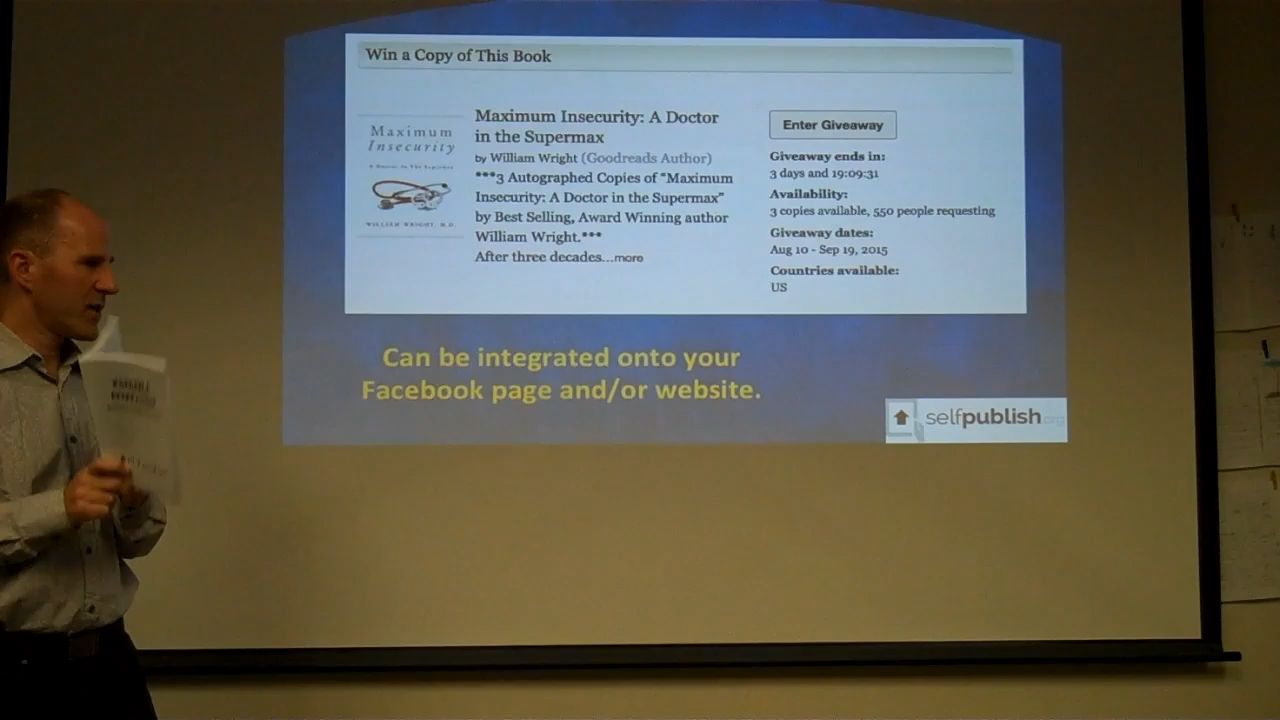 Win a Copy of This Book
Maximum
Insecurity
WILLIAM WRIGHT, M.D.
Maximum Insecurity: A Doctor
in the Supermax
by William Wright (Goodreads Author)
***3 Autographed Copies of “Maximum
Insecurity: A Doctor in the Supermax”
by Best Selling, Award Winning author
William Wright.***
After three decades...more
Enter Giveaway
Giveaway ends in:
3 days and 19:09:31
Availability:
3 copies available, 550 people requesting
Giveaway dates:
Aug 10 - Sep 19, 2015
Countries available:
US
Can be integrated onto your
Facebook page and/or website.
selfpublish.org